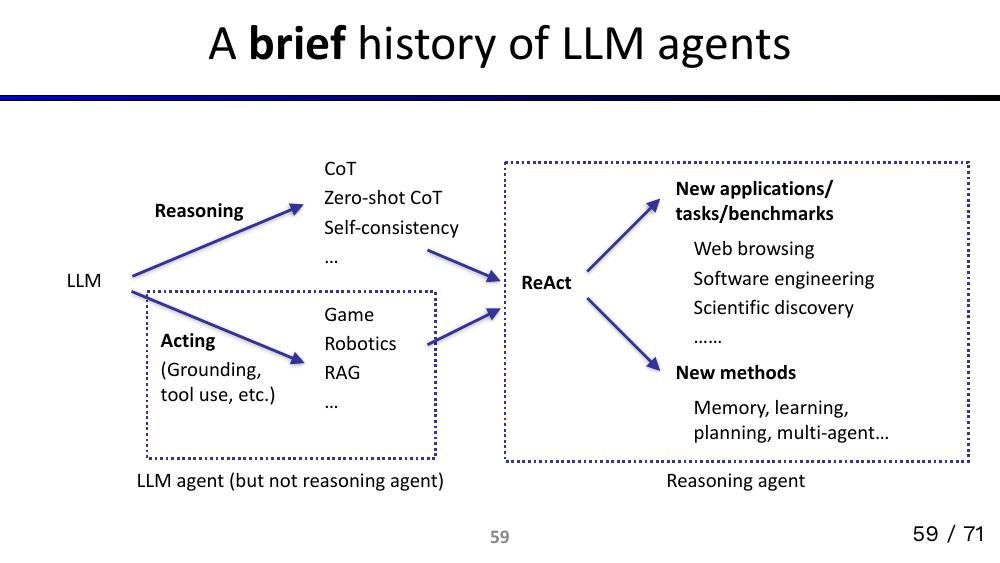 A brief history of LLM agents
LLM
Reasoning
CoT
Zero-shot CoT
Self-consistency
…
Acting
(Grounding,
tool use, etc.)
Game
Robotics
RAG
…
LLM agent (but not reasoning agent)
ReAct
New applications/
tasks/benchmarks
Web browsing
Software engineering
Scientific discovery
……
New methods
Memory, learning,
planning, multi-agent…
Reasoning agent
59
59 / 71